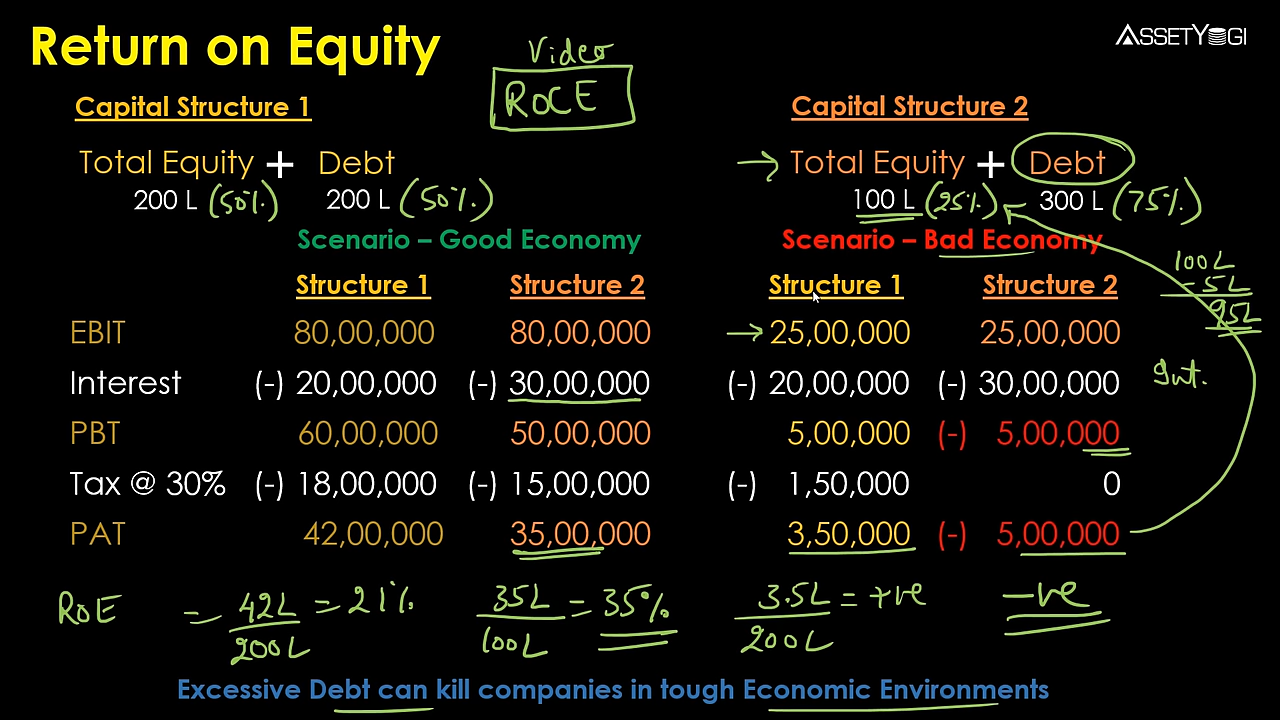 Return on Equity
ASSETYOGI
Video
ROCE
Capital Structure 1
Capital Structure 2
Total Equity + Debt
→ Total Equity + Debt
200 L (50%) 200 L (50%)
100 L (25%) 300 L (75%)
Scenario – Good Economy
Scenario – Bad Economy
100L
- 5L
95L
Structure 1 Structure 2 Structure 1 Structure 2
EBIT 80,00,000 80,00,000 → 25,00,000 25,00,000
Interest (-) 20,00,000 (-) 30,00,000 (-) 20,00,000 (-) 30,00,000
Int.
PBT 60,00,000 50,00,000 5,00,000 (-) 5,00,000
Tax @ 30% (-) 18,00,000 (-) 15,00,000 (-) 1,50,000 0
PAT 42,00,000 35,00,000 3,50,000 (-) 5,00,000
RoE = 42L = 21% 35L = 35% 3.5L = +ve -ve
200L 100L 200L
Excessive Debt can kill companies in tough Economic Environments